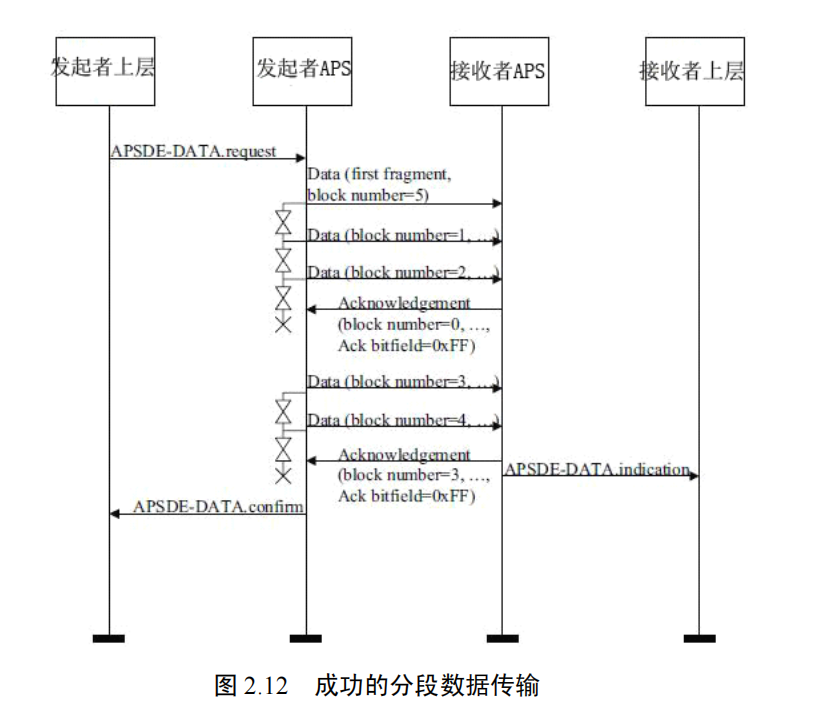 发起者上层
发起者APS
接收者APS
接收者上层
APSDE-DATA.request
Data (first fragment,
block number=5)
Data (block number=1, …)
Data (block number=2, …)
Acknowledgement
(block number=0, …,
Ack bitfield=0xFF)
Data (block number=3, …)
Data (block number=4, …)
Acknowledgement
(block number=3, …,
Ack bitfield=0xFF)
APSDE-DATA.indication
APSDE-DATA.confirm
图 2.12 成功的分段数据传输